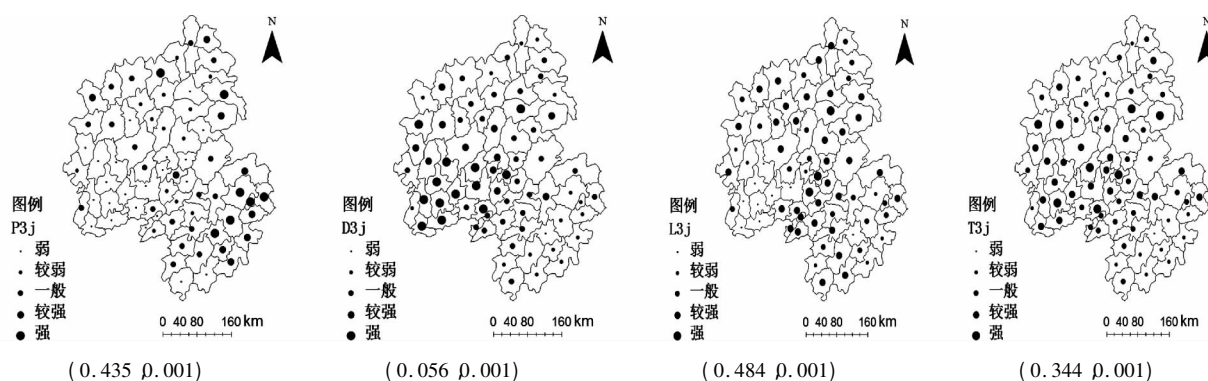 N
图例
P3j
弱
较弱
一般
较强
强
0 40 80 160 km
(0.435 ,0.001)
N
图例
D3j
弱
较弱
一般
较强
强
0 40 80 160 km
(0.056 ,0.001)
N
图例
L3j
弱
较弱
一般
较强
强
0 40 80 160 km
(0.484 ,0.001)
N
图例
T3j
弱
较弱
一般
较强
强
0 40 80 160 km
(0.344 ,0.001)